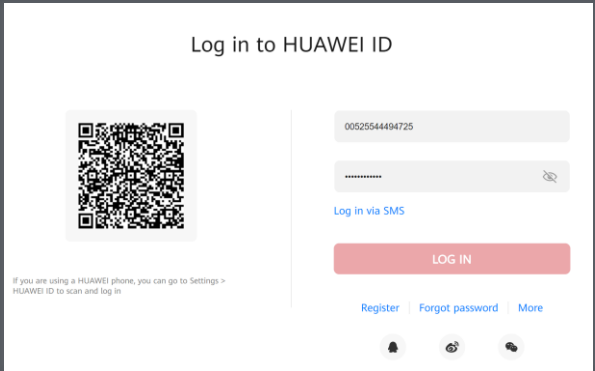 Log in to HUAWEI ID
If you are using a HUAWEI phone, you can go to Settings >
HUAWEI ID to scan and log in
00525544494725
••••••••••••
Log in via SMS
LOG IN
Register
Forgot password
More